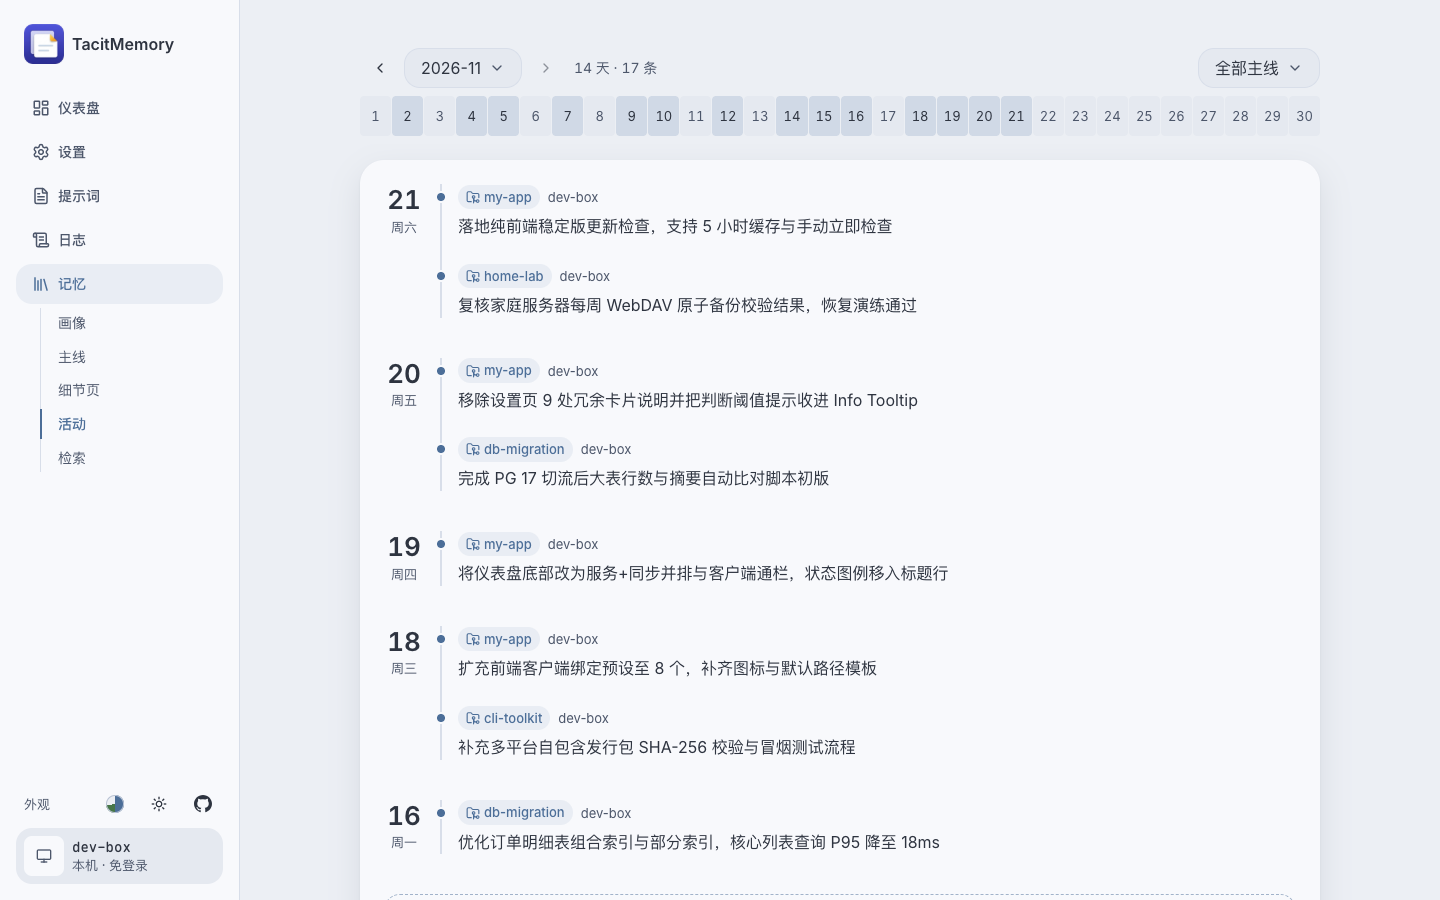 TacitMemory
仪表盘
设置
提示词
日志
记忆
画像
主线
细节页
活动
检索
外观
dev-box
本机 · 免登录
2026-11
14 天 · 17 条
全部主线
1 2 3 4 5 6 7 8 9 10 11 12 13 14 15 16 17 18 19 20 21 22 23 24 25 26 27 28 29 30
21
周六
my-app dev-box
落地纯前端稳定版更新检查，支持 5 小时缓存与手动立即检查
home-lab dev-box
复核家庭服务器每周 WebDAV 原子备份校验结果，恢复演练通过
20
周五
my-app dev-box
移除设置页 9 处冗余卡片说明并把判断阈值提示收进 Info Tooltip
db-migration dev-box
完成 PG 17 切流后大表行数与摘要自动比对脚本初版
19
周四
my-app dev-box
将仪表盘底部改为服务+同步并排与客户端通栏，状态图例移入标题行
18
周三
my-app dev-box
扩充前端客户端绑定预设至 8 个，补齐图标与默认路径模板
cli-toolkit dev-box
补充多平台自包含发行包 SHA-256 校验与冒烟测试流程
16
周一
db-migration dev-box
优化订单明细表组合索引与部分索引，核心列表查询 P95 降至 18ms